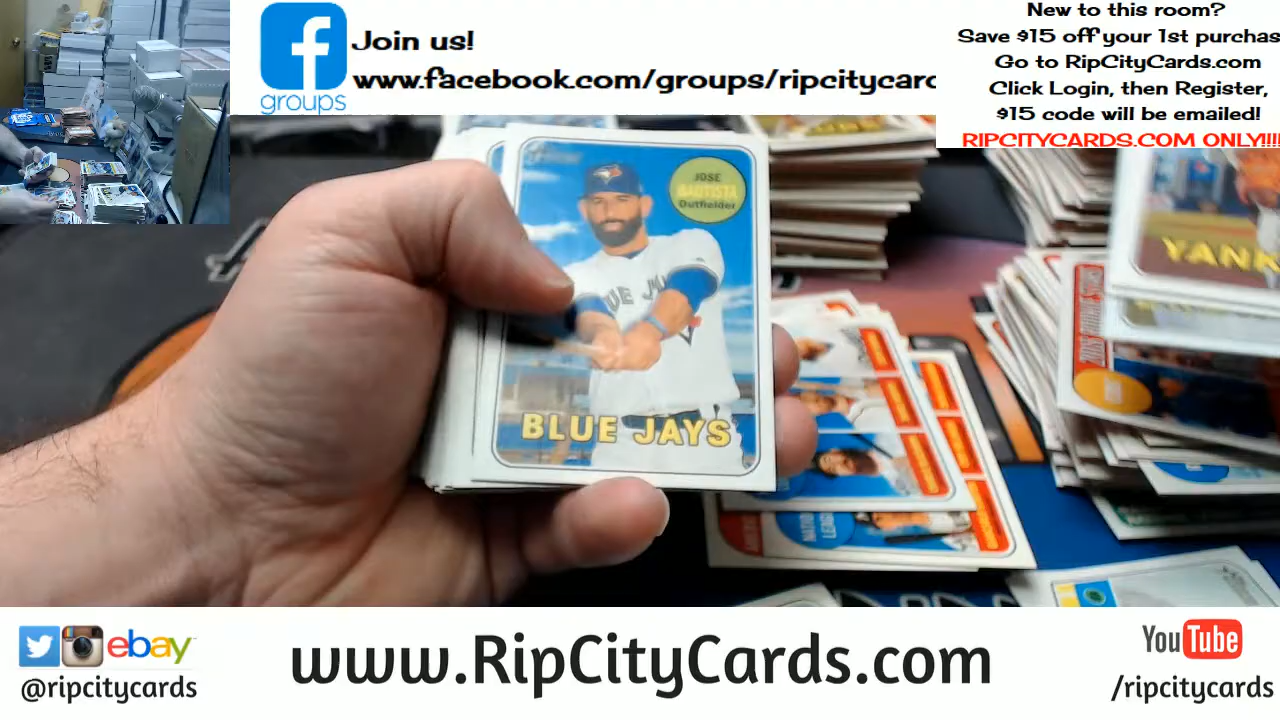 groups
Join us!
www.facebook.com/groups/ripcitycarc
New to this room?
Save $15 off your 1st purchas
Go to RipCityCards.com
Click Login, then Register,
$15 code will be emailed!
RIPCITYCARDS.COM ONLY!!!!
JOSE
BAUTISTA
Outfielder
BLUE JAYS
YANK
ebay
@ripcitycards
www.RipCityCards.com
YouTube
/ripcitycards